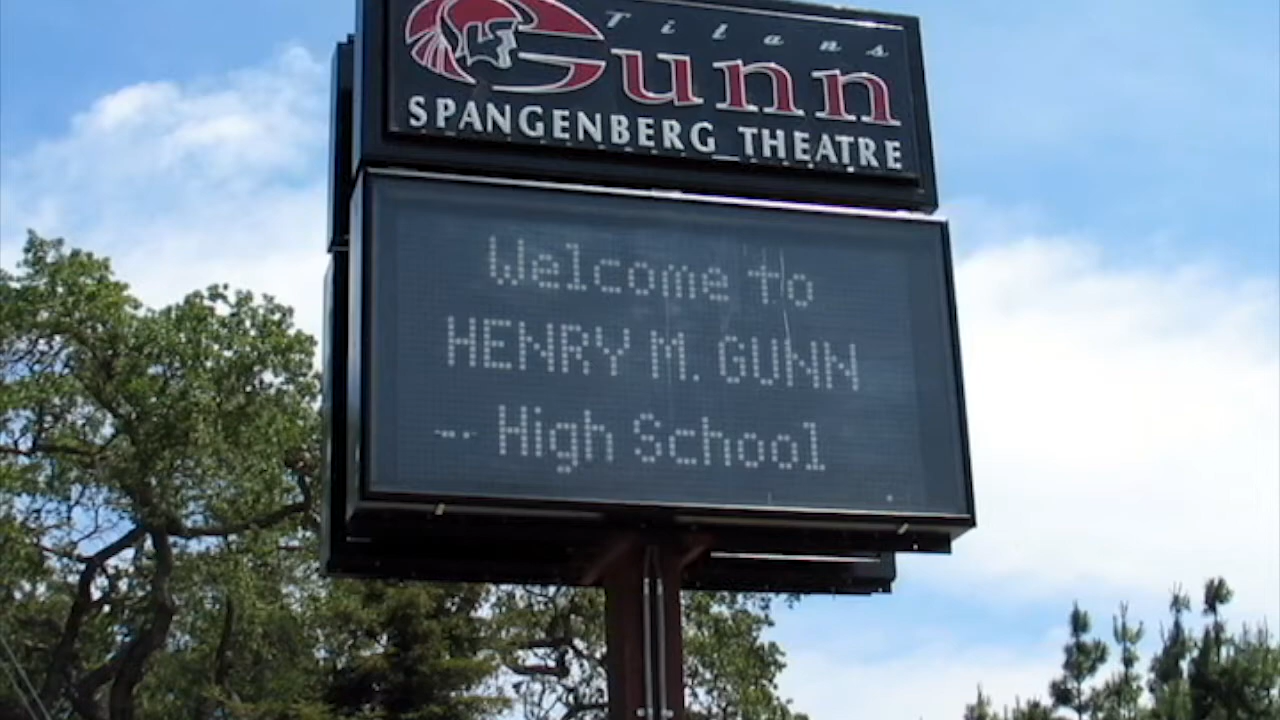 Titans
Gunn
SPANGENBERG THEATRE
Welcome to
HENRY M. GUNN
-- High School